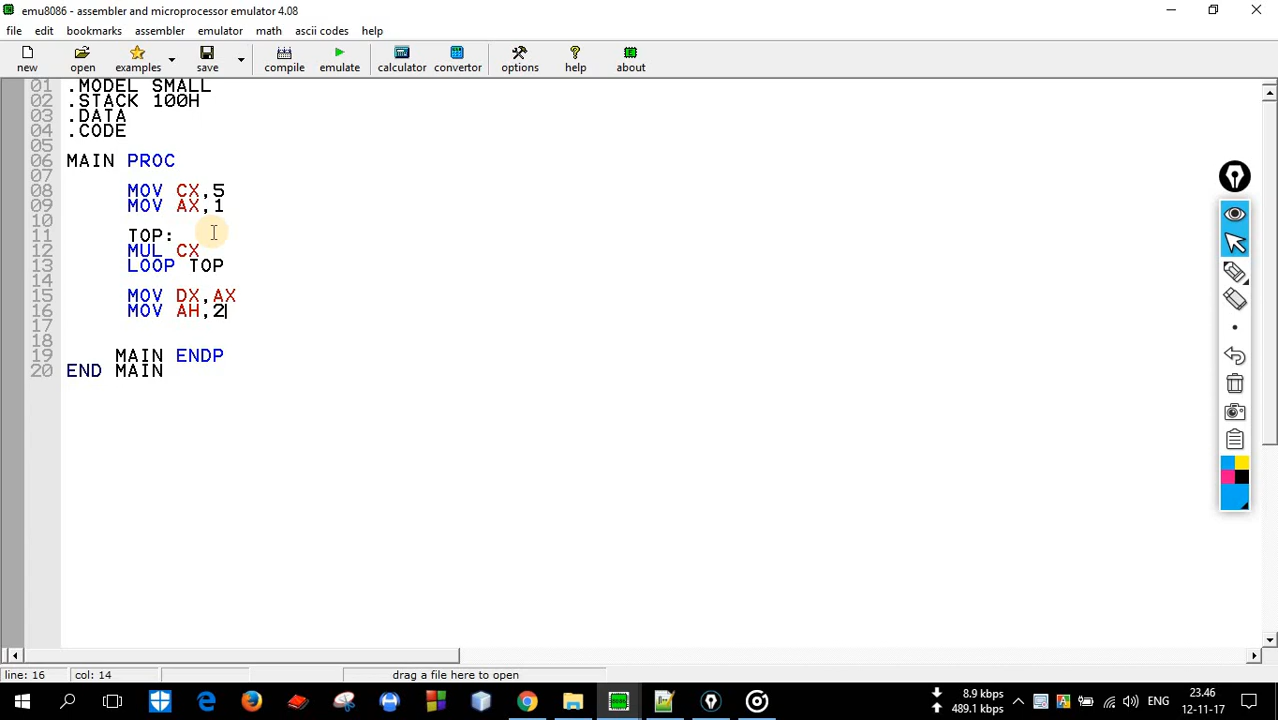 emu8086 - assembler and microprocessor emulator 4.08
file edit bookmarks assembler emulator math ascii codes help
new open examples save compile emulate calculator convertor options help about
01 .MODEL SMALL
02 .STACK 100H
03 .DATA
04 .CODE
05
06 MAIN PROC
07
08 MOV CX,5
09 MOV AX,1
10
11 TOP:
12 MUL CX
13 LOOP TOP
14
15 MOV DX,AX
16 MOV AH,2
17
18
19 MAIN ENDP
20 END MAIN
line: 16 col: 14 drag a file here to open
8.9 kbps
489.1 kbps
ENG
23.46
12-11-17